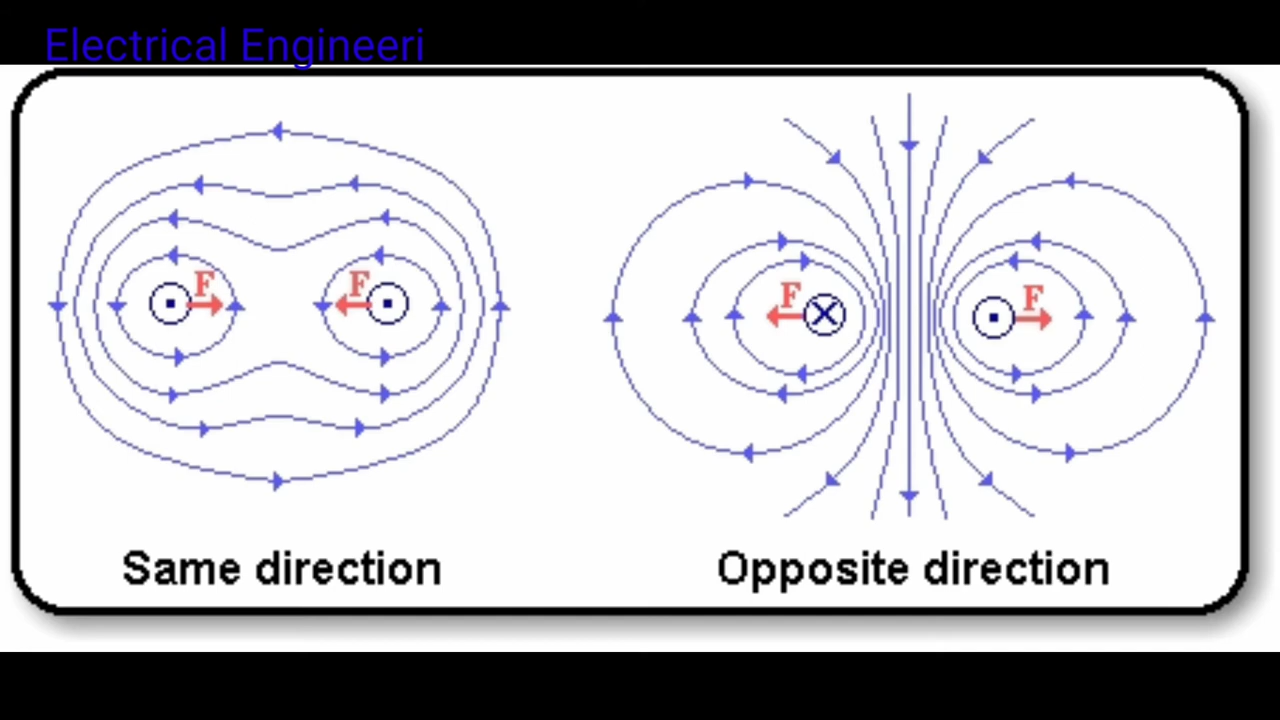 Electrical Engineeri
F F F F
Same direction Opposite direction